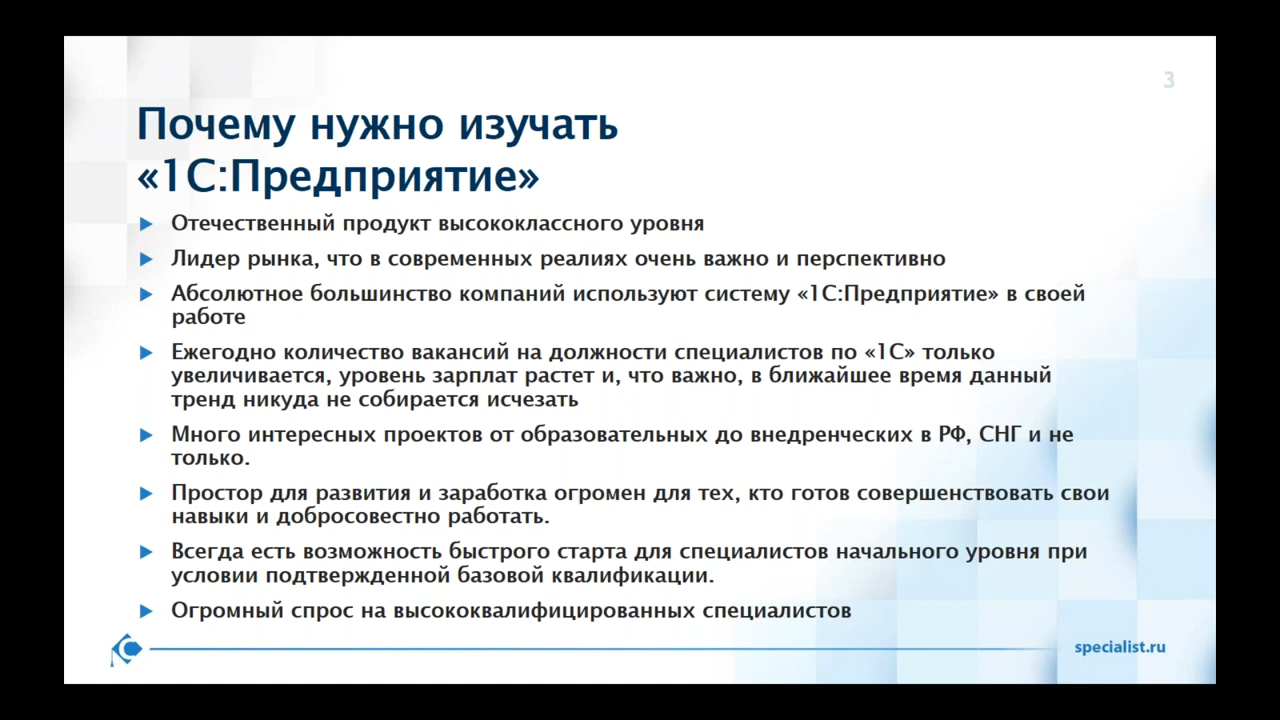 3
Почему нужно изучать
«1С:Предприятие»
Отечественный продукт высококлассного уровня
Лидер рынка, что в современных реалиях очень важно и перспективно
Абсолютное большинство компаний используют систему «1С:Предприятие» в своей
работе
Ежегодно количество вакансий на должности специалистов по «1С» только
увеличивается, уровень зарплат растет и, что важно, в ближайшее время данный
тренд никуда не собирается исчезать
Много интересных проектов от образовательных до внедренческих в РФ, СНГ и не
только.
Простор для развития и заработка огромен для тех, кто готов совершенствовать свои
навыки и добросовестно работать.
Всегда есть возможность быстрого старта для специалистов начального уровня при
условии подтвержденной базовой квалификации.
Огромный спрос на высококвалифицированных специалистов
specialist.ru